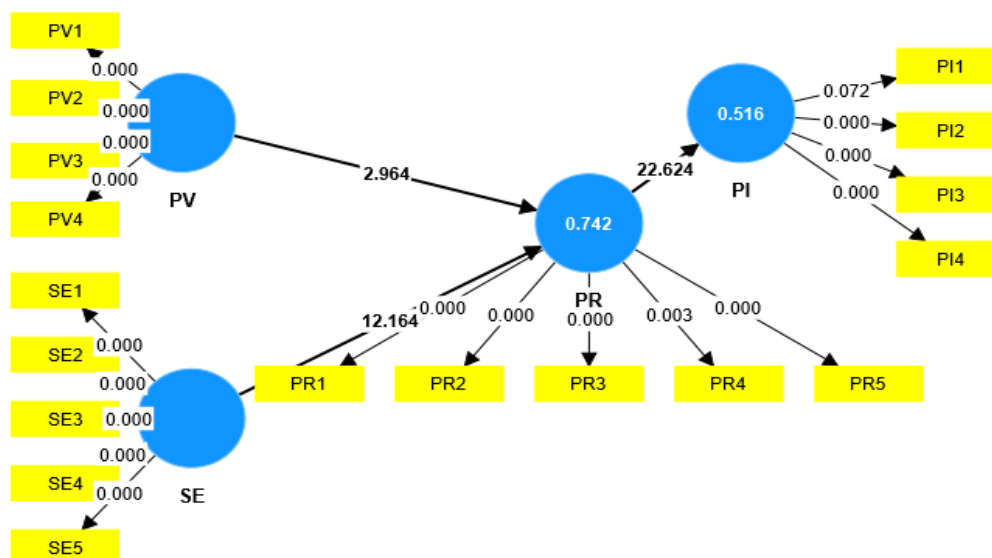 PV1
0.000
PV2
0.000
0.000
PV3
0.000
PV4
PV
2.964
0.516
PI
0.072
PI1
0.000
PI2
0.000
PI3
0.000
PI4
22.624
0.742
PR
SE1
0.000
SE2
0.000
SE3
0.000
0.000
SE4
0.000
SE5
SE
12.164
0.000
0.000
0.000
0.003
0.000
PR1
PR2
PR3
PR4
PR5